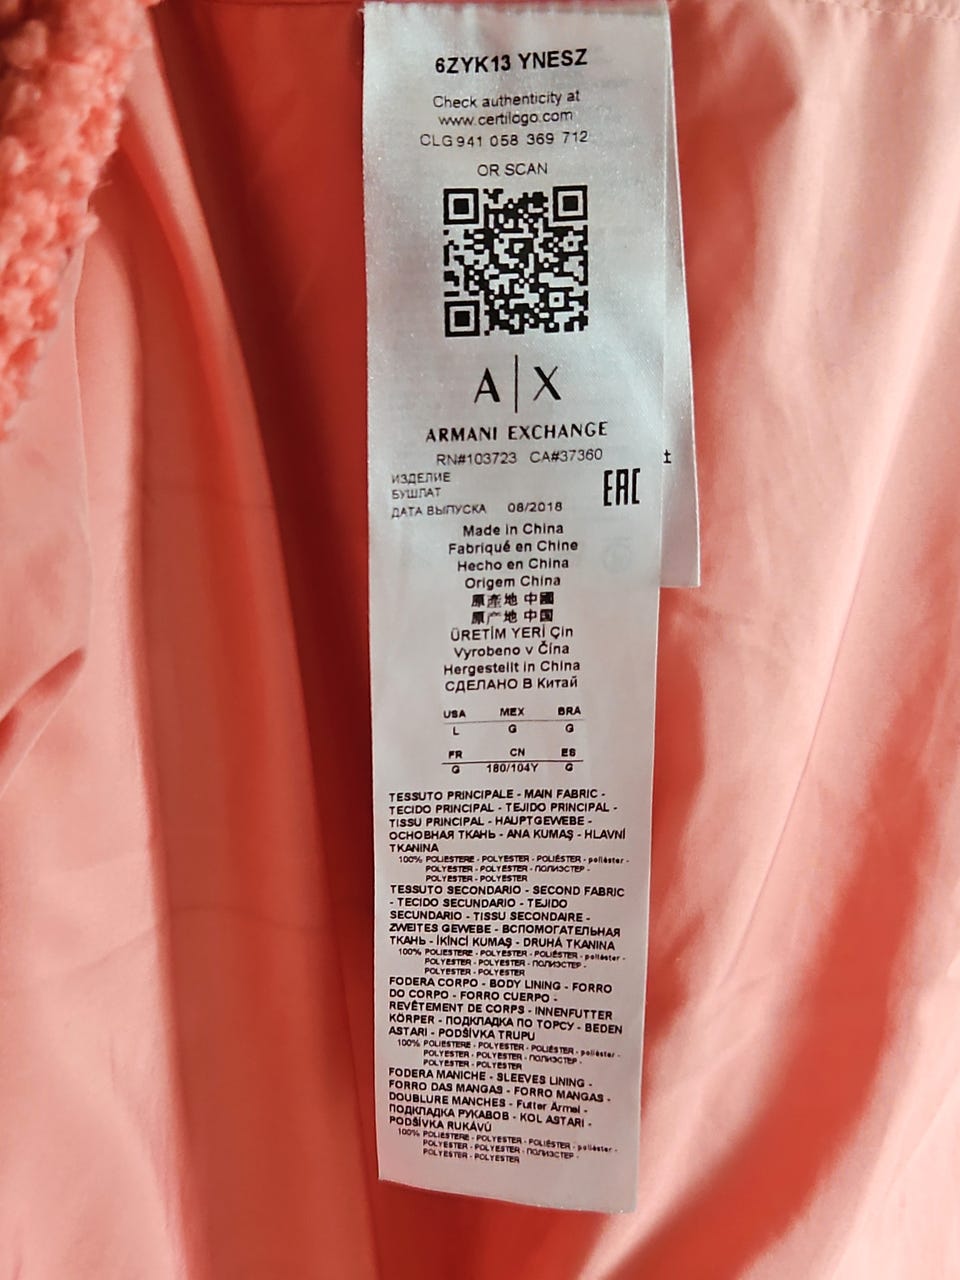 6ZYK13 YNESZ
Check authenticity at
www.certilogo.com
CLG 941 058 369 712
OR SCAN
A|X
ARMANI EXCHANGE
RN#103723 CA#37360
ИЗДЕЛИЕ
БУШЛАТ
ДАТА ВЫПУСКА 08/2018
EAC
Made in China
Fabriqué en Chine
Hecho en China
Origem China
原產地 中國
原产地 中国
ÜRETİM YERİ Çin
Vyrobeno v Čína
Hergestellt in China
СДЕЛАНО В Китай
USA MEX BRA
L G G
FR CN ES
G 180/104Y G
TESSUTO PRINCIPALE - MAIN FABRIC -
TECIDO PRINCIPAL - TEJIDO PRINCIPAL -
TISSU PRINCIPAL - HAUPTGEWEBE -
ОСНОВНАЯ ТКАНЬ - ANA KUMAŞ - HLAVNÍ
TKANINA
100% POLIESTERE - POLYESTER - POLIÉSTER - poliéster -
POLYESTER - POLYESTER - ПОЛИЭСТЕР -
POLYESTER - POLYESTER
TESSUTO SECONDARIO - SECOND FABRIC
- TECIDO SECUNDARIO - TEJIDO
SECUNDARIO - TISSU SECONDAIRE -
ZWEITES GEWEBE - ВСПОМОГАТЕЛЬНАЯ
ТКАНЬ - İKİNCİ KUMAŞ - DRUHÁ TKANINA
100% POLIESTERE - POLYESTER - POLIÉSTER - poliéster -
POLYESTER - POLYESTER - ПОЛИЭСТЕР -
POLYESTER - POLYESTER
FODERA CORPO - BODY LINING - FORRO
DO CORPO - FORRO CUERPO -
REVÊTEMENT DE CORPS - INNENFUTTER
KÖRPER - ПОДКЛАДКА ПО ТОРСУ - BEDEN
ASTARI - PODŠÍVKA TRUPU
100% POLIESTERE - POLYESTER - POLIÉSTER - poliéster -
POLYESTER - POLYESTER - ПОЛИЭСТЕР -
POLYESTER - POLYESTER
FODERA MANICHE - SLEEVES LINING -
FORRO DAS MANGAS - FORRO MANGAS -
DOUBLURE MANCHES - Futter Ärmel -
ПОДКЛАДКА РУКАВОВ - KOL ASTARI -
PODŠÍVKA RUKÁVŮ
100% POLIESTERE - POLYESTER - POLIÉSTER - poliéster -
POLYESTER - POLYESTER - ПОЛИЭСТЕР -
POLYESTER - POLYESTER